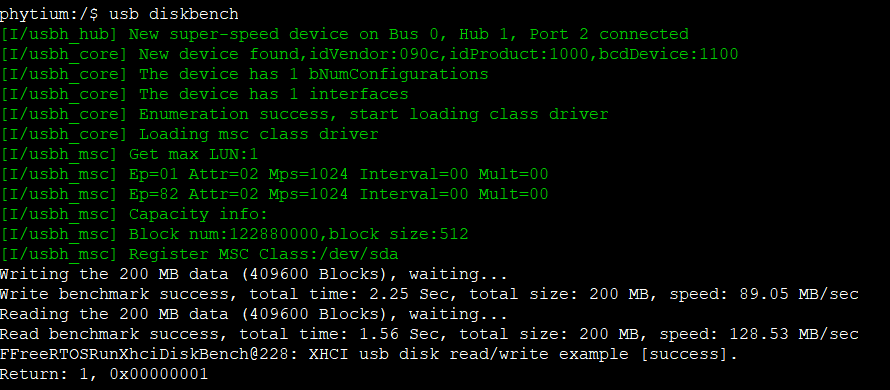 phytium:/$ usb diskbench
[I/usbh_hub] New super-speed device on Bus 0, Hub 1, Port 2 connected
[I/usbh_core] New device found,idVendor:090c,idProduct:1000,bcdDevice:1100
[I/usbh_core] The device has 1 bNumConfigurations
[I/usbh_core] The device has 1 interfaces
[I/usbh_core] Enumeration success, start loading class driver
[I/usbh_core] Loading msc class driver
[I/usbh_msc] Get max LUN:1
[I/usbh_msc] Ep=01 Attr=02 Mps=1024 Interval=00 Mult=00
[I/usbh_msc] Ep=82 Attr=02 Mps=1024 Interval=00 Mult=00
[I/usbh_msc] Capacity info:
[I/usbh_msc] Block num:122880000,block size:512
[I/usbh_msc] Register MSC Class:/dev/sda
Writing the 200 MB data (409600 Blocks), waiting...
Write benchmark success, total time: 2.25 Sec, total size: 200 MB, speed: 89.05 MB/sec
Reading the 200 MB data (409600 Blocks), waiting...
Read benchmark success, total time: 1.56 Sec, total size: 200 MB, speed: 128.53 MB/sec
FFreeRTOSRunXhciDiskBench@228: XHCI usb disk read/write example [success].
Return: 1, 0x00000001